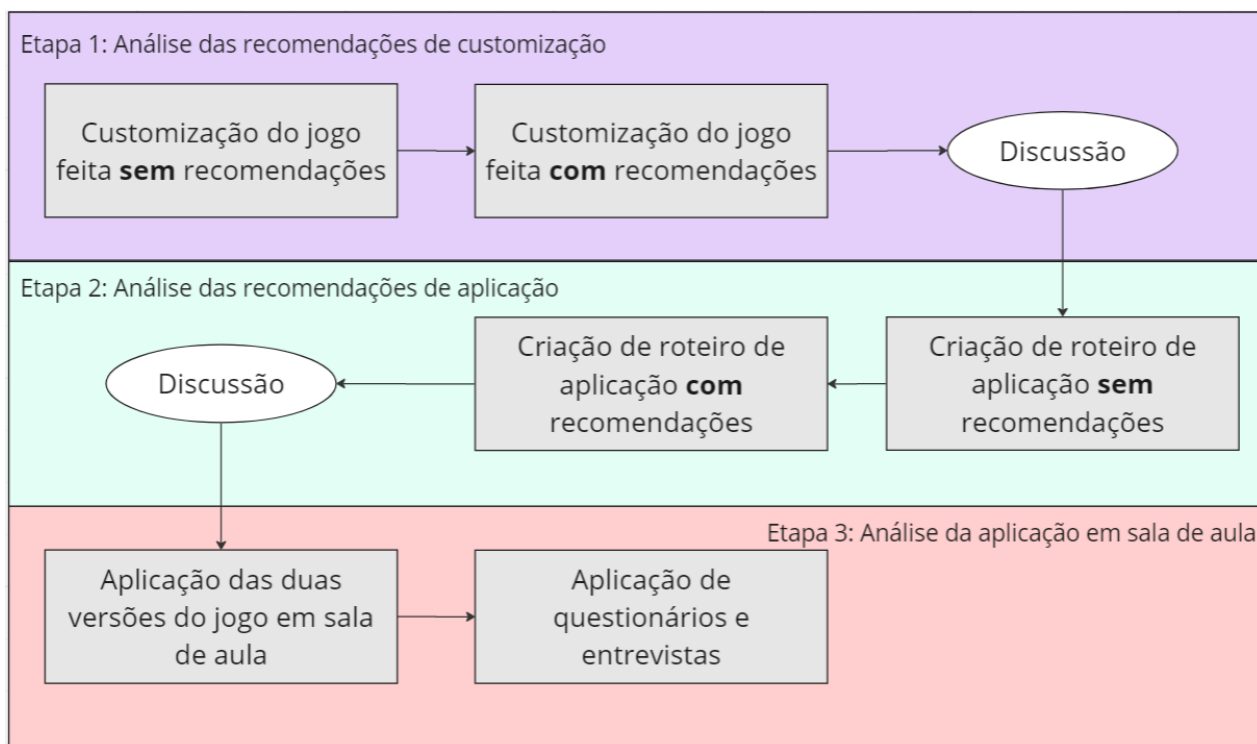 Etapa 1: Análise das recomendações de customização
Customização do jogo
feita sem recomendações
Customização do jogo
feita com recomendações
Discussão
Etapa 2: Análise das recomendações de aplicação
Criação de roteiro de
aplicação sem
recomendações
Criação de roteiro de
aplicação com
recomendações
Discussão
Etapa 3: Análise da aplicação em sala de aula
Aplicação das duas
versões do jogo em sala
de aula
Aplicação de
questionários e
entrevistas